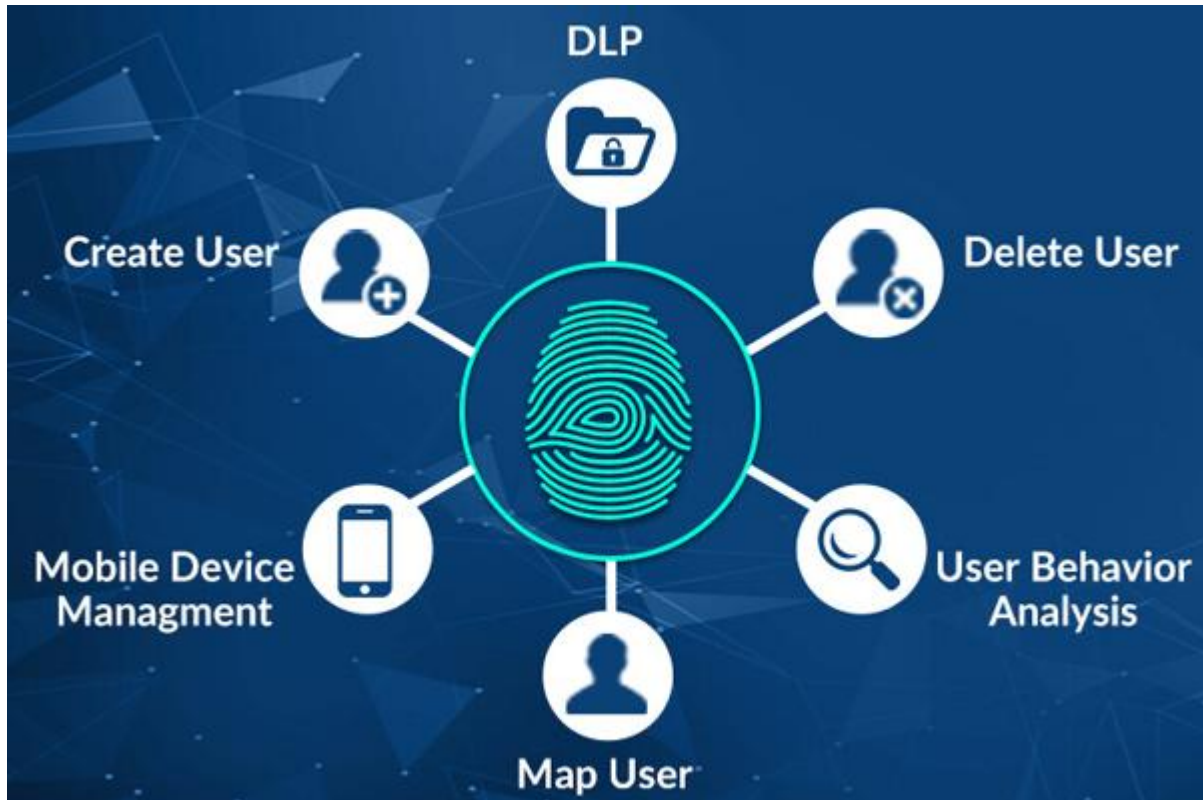 DLP
Create User
Delete User
Mobile Device
Managment
User Behavior
Analysis
Map User